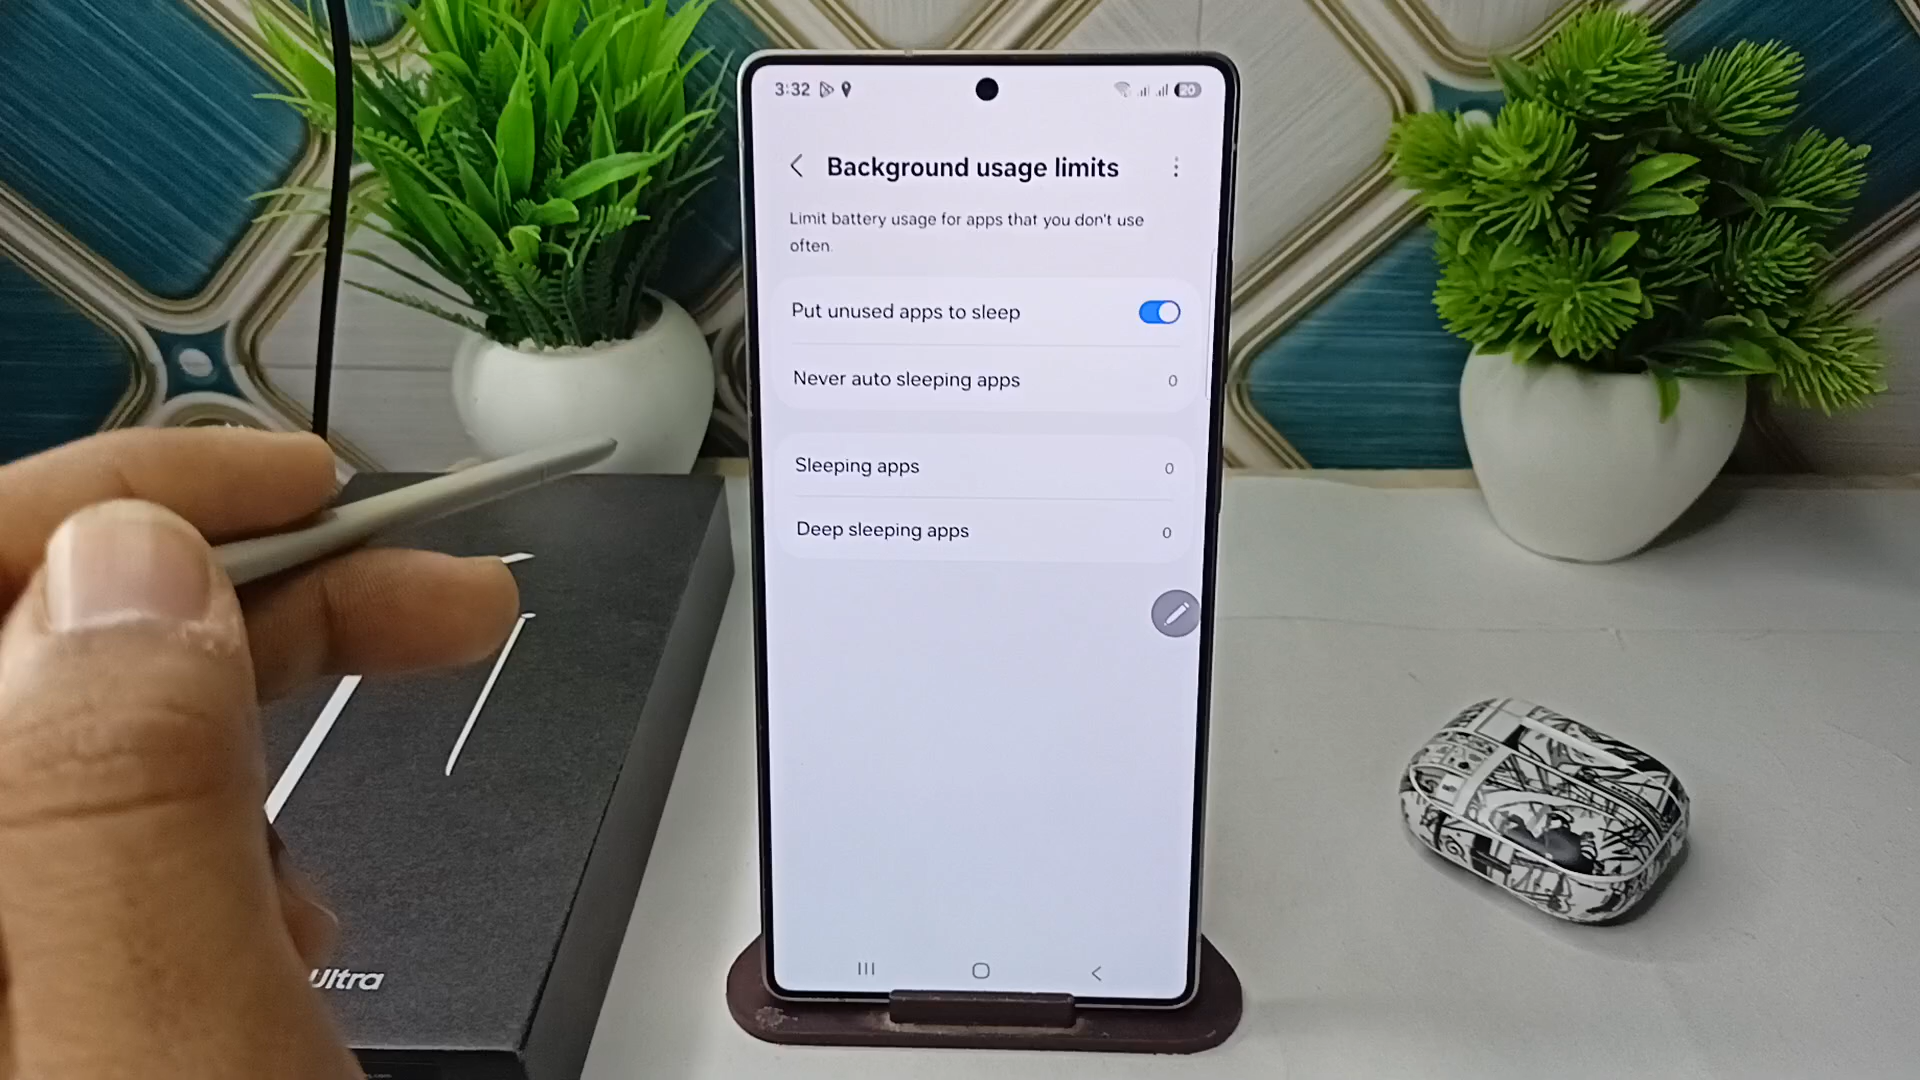 3:32
20
Background usage limits
Limit battery usage for apps that you don't use
often.
Put unused apps to sleep
Never auto sleeping apps 0
Sleeping apps 0
Deep sleeping apps 0
Ultra